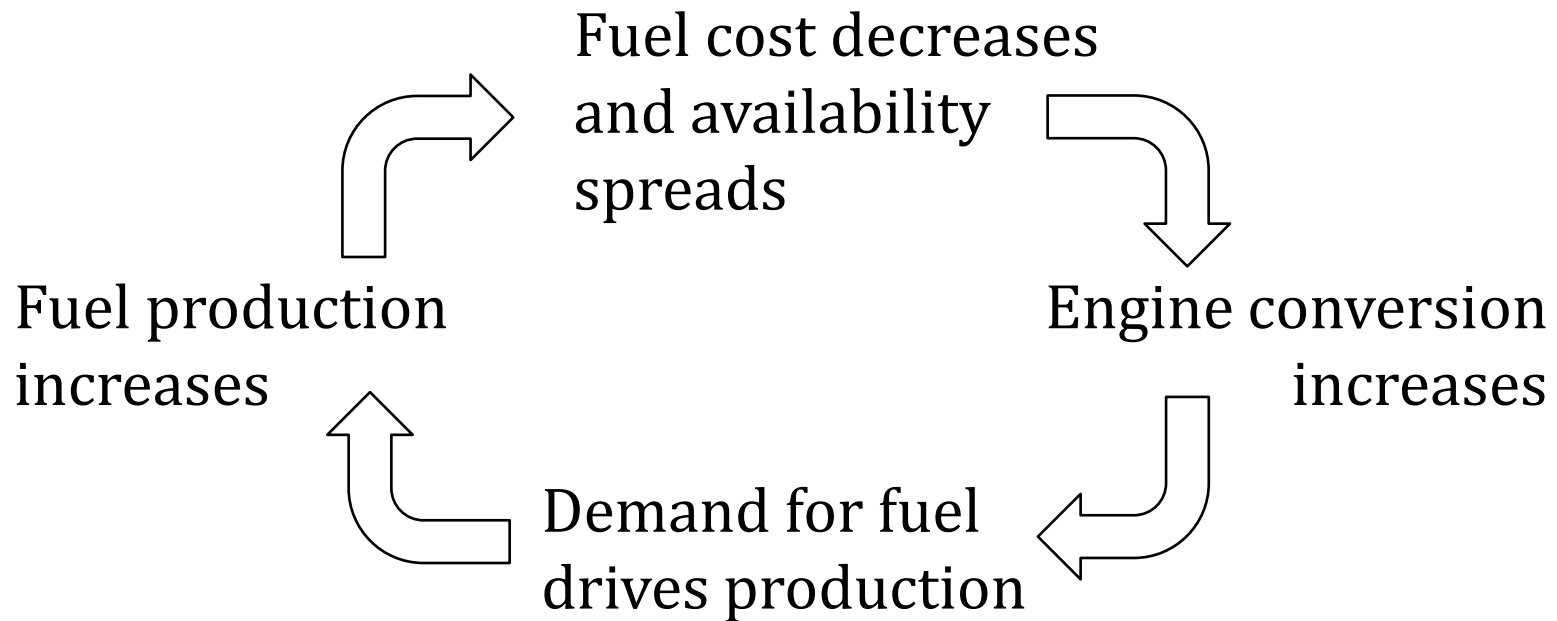 Fuel cost decreases
and availability
spreads
Fuel production
increases
Engine conversion
increases
Demand for fuel
drives production